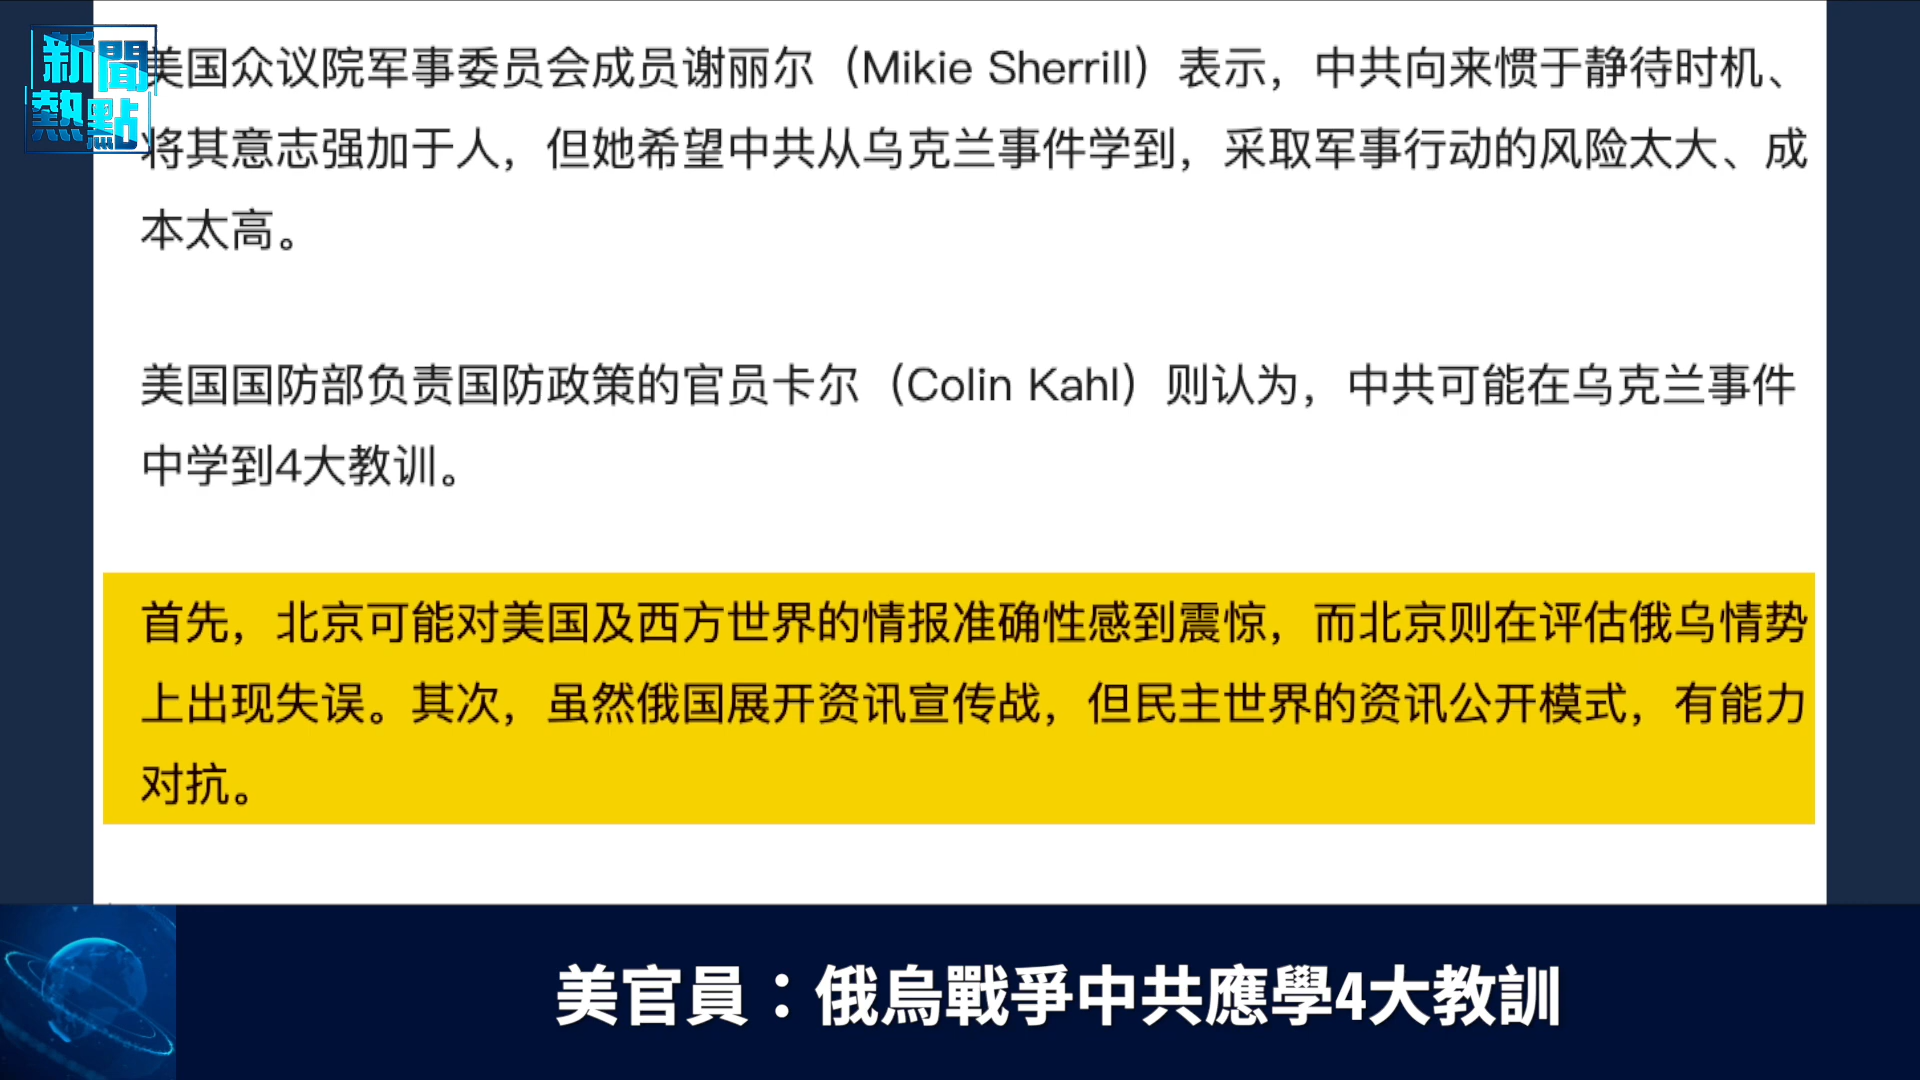 新聞
熱點
美国众议院军事委员会成员谢丽尔（Mikie Sherrill）表示，中共向来惯于静待时机、
将其意志强加于人，但她希望中共从乌克兰事件学到，采取军事行动的风险太大、成
本太高。
美国国防部负责国防政策的官员卡尔（Colin Kahl）则认为，中共可能在乌克兰事件
中学到4大教训。
首先，北京可能对美国及西方世界的情报准确性感到震惊，而北京则在评估俄乌情势
上出现失误。其次，虽然俄国展开资讯宣传战，但民主世界的资讯公开模式，有能力
对抗。
美官員：俄烏戰爭中共應學4大教訓